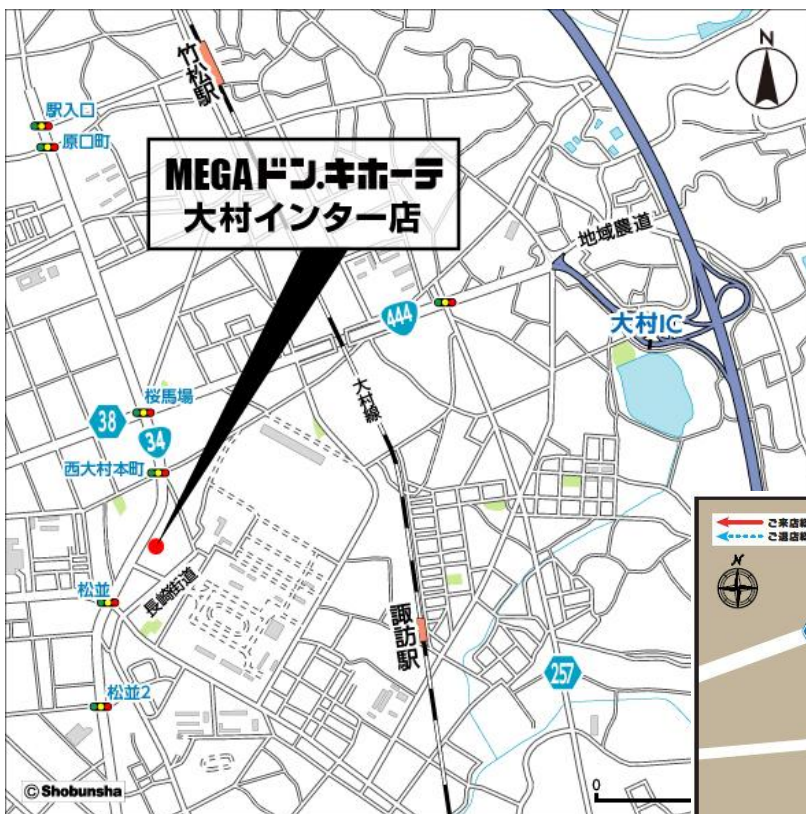 竹松駅
N
駅入口
原口町
MEGAドン.キホーテ
大村インター店
地域農道
444
大村IC
大村線
桜馬場
38
34
西大村本町
松並
長崎街道
諏訪駅
257
松並2
ご来店
ご退店
N
0
© Shobunsha